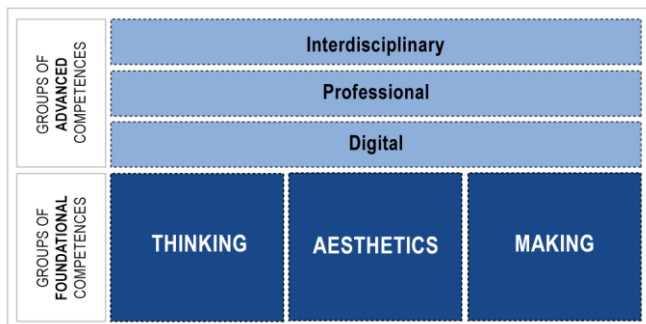 GROUPS OF
ADVANCED
COMPETENCES
Interdisciplinary
Professional
Digital
GROUPS OF
FOUNDATIONAL
COMPETENCES
THINKING
AESTHETICS
MAKING